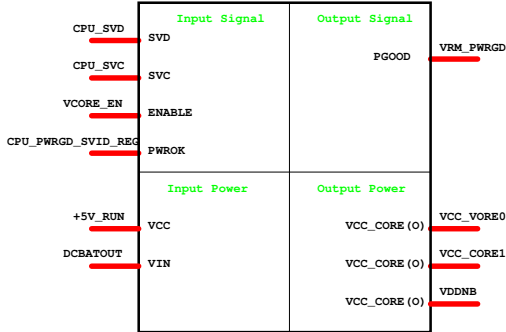 Input Signal
Output Signal
CPU_SVD
SVD
VRM_PWRGD
PGOOD
CPU_SVC
SVC
VCORE_EN
ENABLE
CPU_PWRGD_SVID_REG
PWROK
Input Power
Output Power
+5V_RUN
VCC
VCC_CORE(O)
VCC_VORE0
DCBATOUT
VIN
VCC_CORE(O)
VCC_CORE1
VCC_CORE(O)
VDDNB